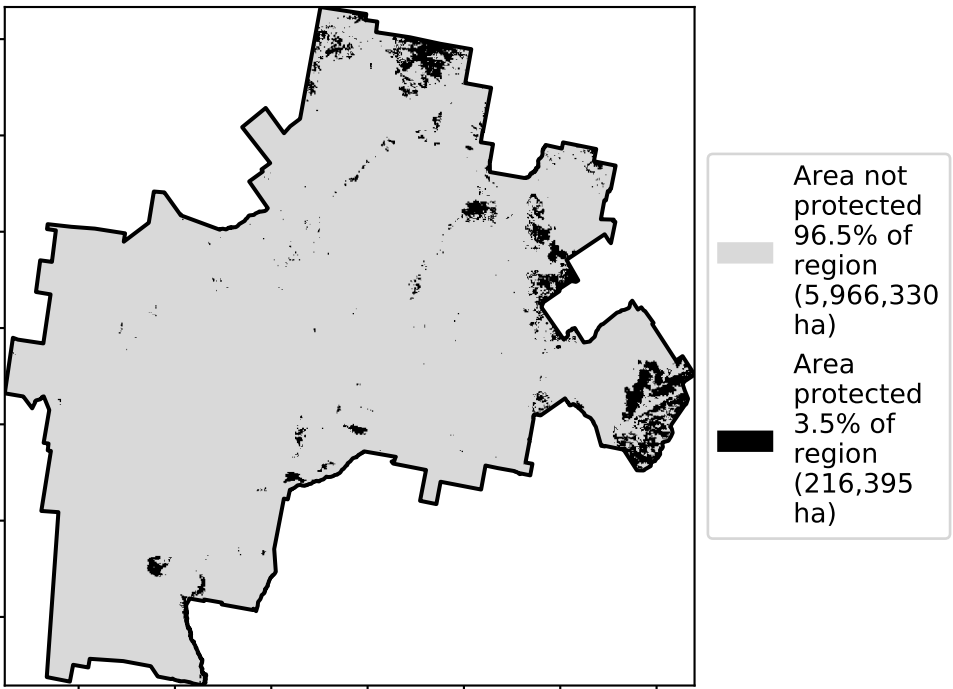 Area not
protected
96.5% of
region
(5,966,330
ha)
Area
protected
3.5% of
region
(216,395
ha)